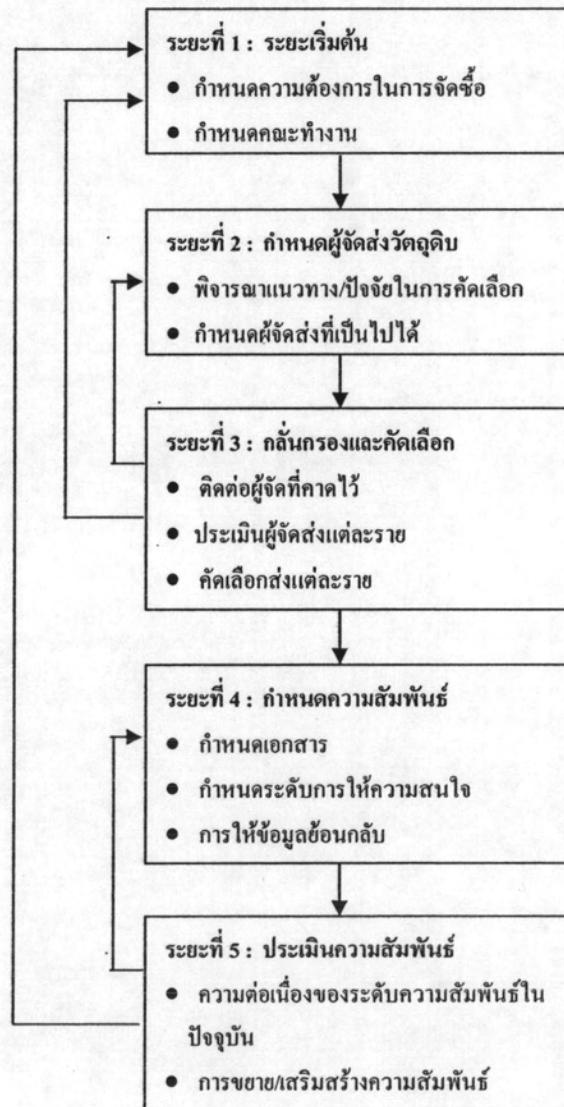 ระยะที่ 1 : ระยะเริ่มต้น
● กำหนดความต้องการในการจัดซื้อ
● กำหนดคณะทำงาน
ระยะที่ 2 : กำหนดผู้จัดส่งวัตถุดิบ
● พิจารณาแนวทาง/ปัจจัยในการคัดเลือก
● กำหนดผู้จัดส่งที่เป็นไปได้
ระยะที่ 3 : กลั่นกรองและคัดเลือก
● ติดต่อผู้จัดที่คาดไว้
● ประเมินผู้จัดส่งแต่ละราย
● คัดเลือกส่งแต่ละราย
ระยะที่ 4 : กำหนดความสัมพันธ์
● กำหนดเอกสาร
● กำหนดระดับการให้ความสนใจ
● การให้ข้อมูลย้อนกลับ
ระยะที่ 5 : ประเมินความสัมพันธ์
● ความต่อเนื่องของระดับความสัมพันธ์ใน
ปัจจุบัน
● การขยาย/เสริมสร้างความสัมพันธ์